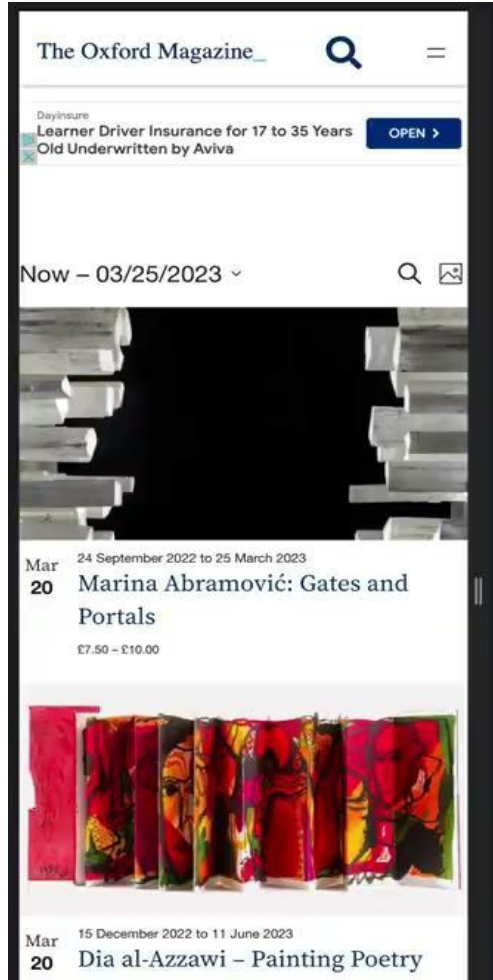 The Oxford Magazine_
Dayinsure
Learner Driver Insurance for 17 to 35 Years
Old Underwritten by Aviva
OPEN >
Now – 03/25/2023
Mar
20
24 September 2022 to 25 March 2023
Marina Abramović: Gates and
Portals
£7.50 – £10.00
Mar
20
15 December 2022 to 11 June 2023
Dia al-Azzawi – Painting Poetry